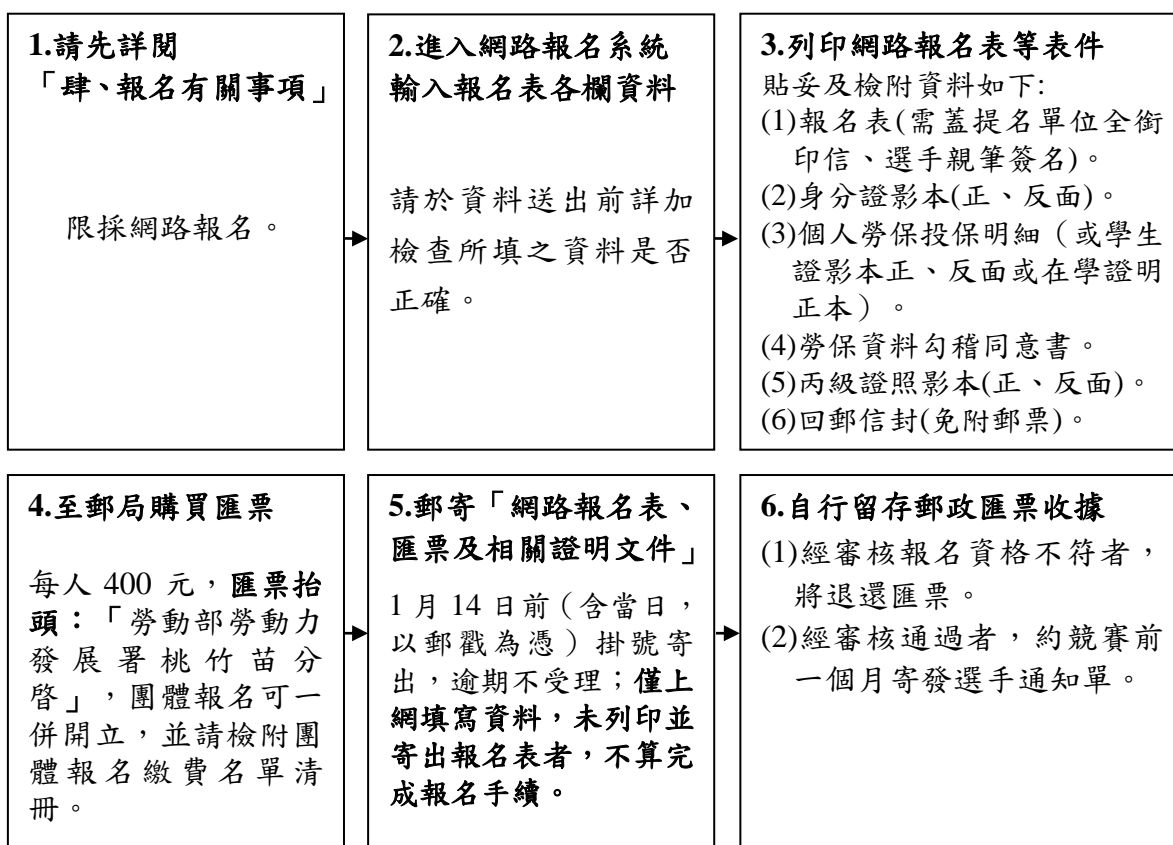 1.請先詳閱
「肆、報名有關事項」
限採網路報名。
2.進入網路報名系統
輸入報名表各欄資料
請於資料送出前詳加
檢查所填之資料是否
正確。
3.列印網路報名表等表件
貼妥及檢附資料如下:
(1)報名表(需蓋提名單位全銜
印信、選手親筆簽名)。
(2)身分證影本(正、反面)。
(3)個人勞保投保明細（或學生
證影本正、反面或在學證明
正本）。
(4)勞保資料勾稽同意書。
(5)丙級證照影本(正、反面)。
(6)回郵信封(免附郵票)。
4.至郵局購買匯票
每人 400 元，匯票抬
頭：「勞動部勞動力
發展署桃竹苗分
啓」，團體報名可一
併開立，並請檢附團
體報名繳費名單清
冊。
5.郵寄「網路報名表、
匯票及相關證明文件」
1 月 14 日前（含當日，
以郵戳為憑）掛號寄
出，逾期不受理；僅上
網填寫資料，未列印並
寄出報名表者，不算完
成報名手續。
6.自行留存郵政匯票收據
(1)經審核報名資格不符者，
將退還匯票。
(2)經審核通過者，約競賽前
一個月寄發選手通知單。